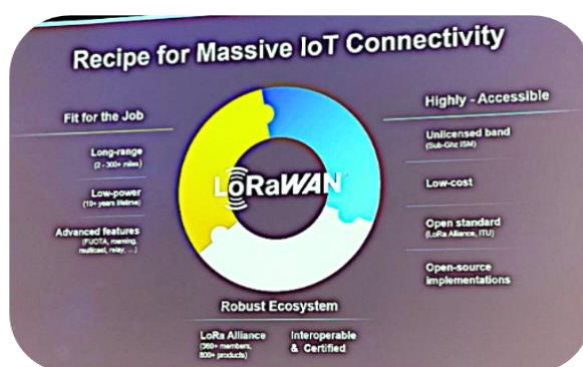 Recipe for Massive IoT Connectivity
Fit for the Job
Long-range
(2 - 300+ miles)
Low-power
(10+ years lifetime)
Advanced features
(FUOTA, roaming,
multicast, relay, ...)
LoRaWAN
Highly - Accessible
Unlicensed band
(Sub-Ghz ISM)
Low-cost
Open standard
(LoRa Alliance, ITU)
Open-source
implementations
Robust Ecosystem
LoRa Alliance
(360+ members,
800+ products)
Interoperable
& Certified